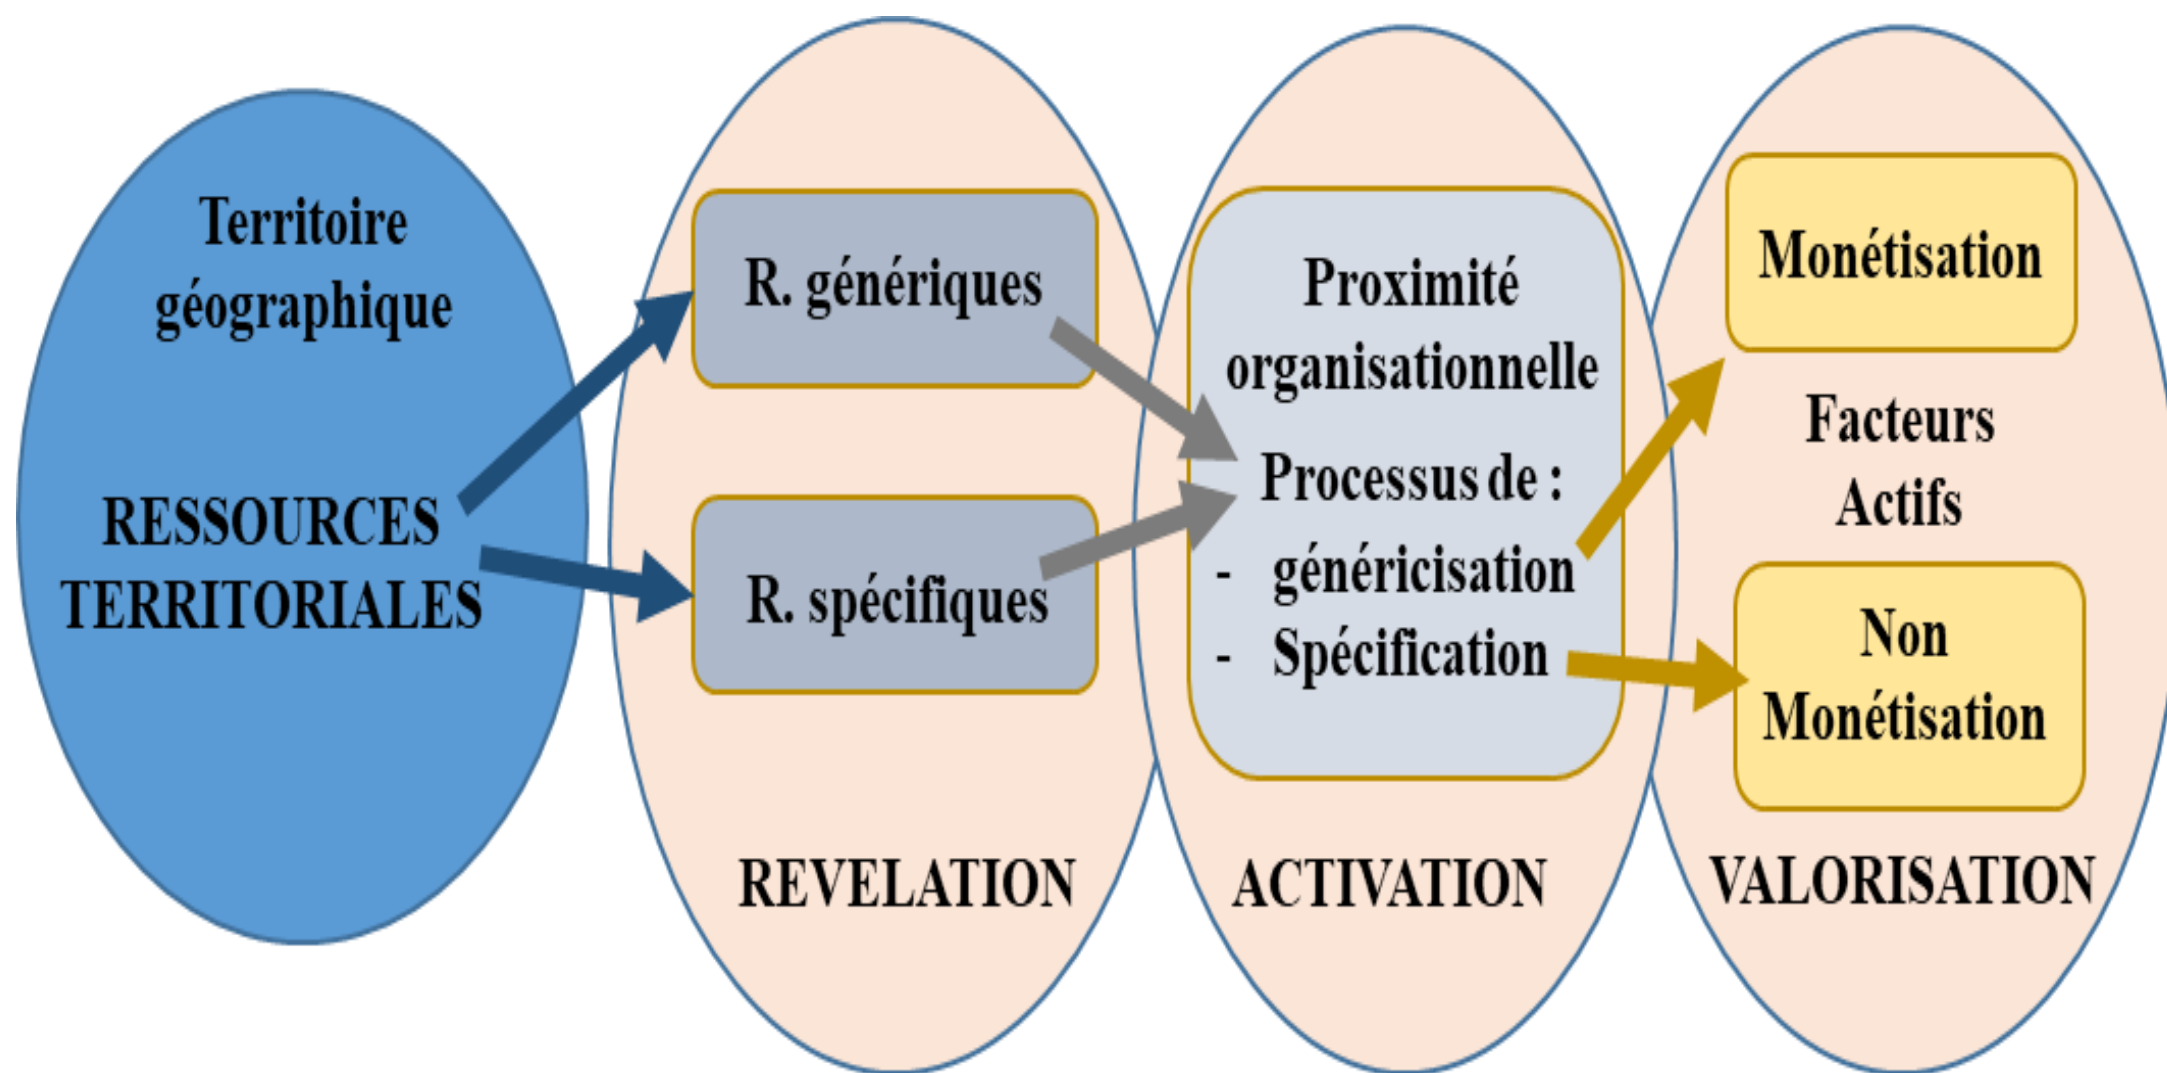 Territoire
géographique
RESSOURCES
TERRITORIALES
R. génériques
R. spécifiques
REVELATION
Proximité
organisationnelle
Processus de :
- généricisation
- Spécification
ACTIVATION
Monétisation
Facteurs
Actifs
Non
Monétisation
VALORISATION